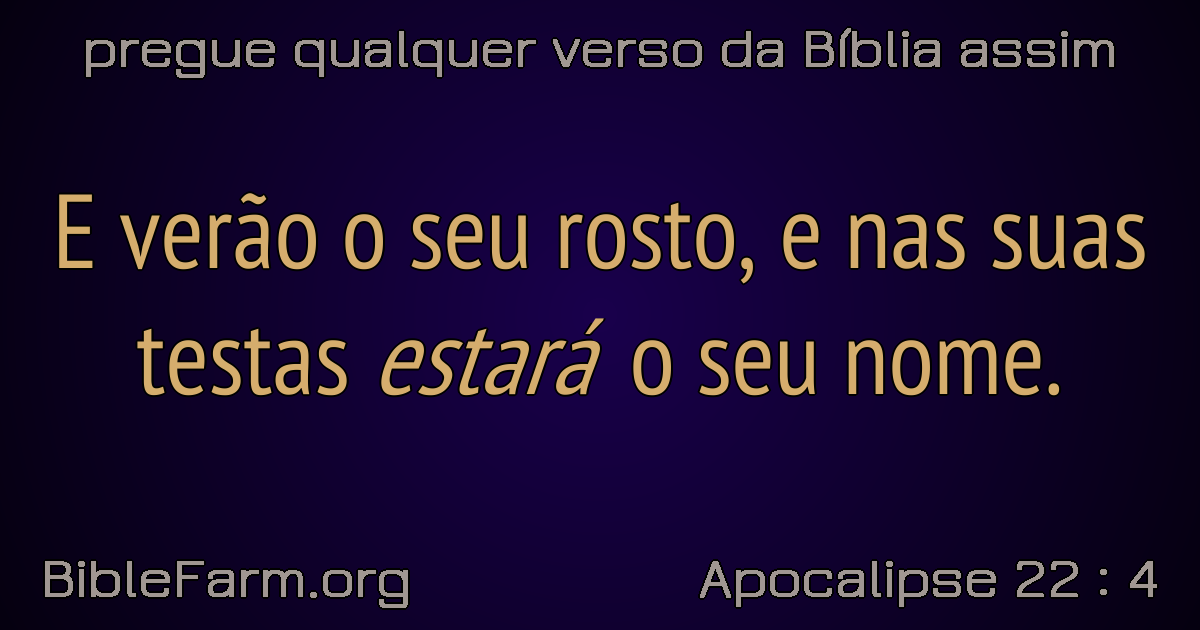 pregue qualquer verso da Bíblia assim
E verão o seu rosto, e nas suas
testas estará o seu nome.
BibleFarm.org
Apocalipse 22 : 4